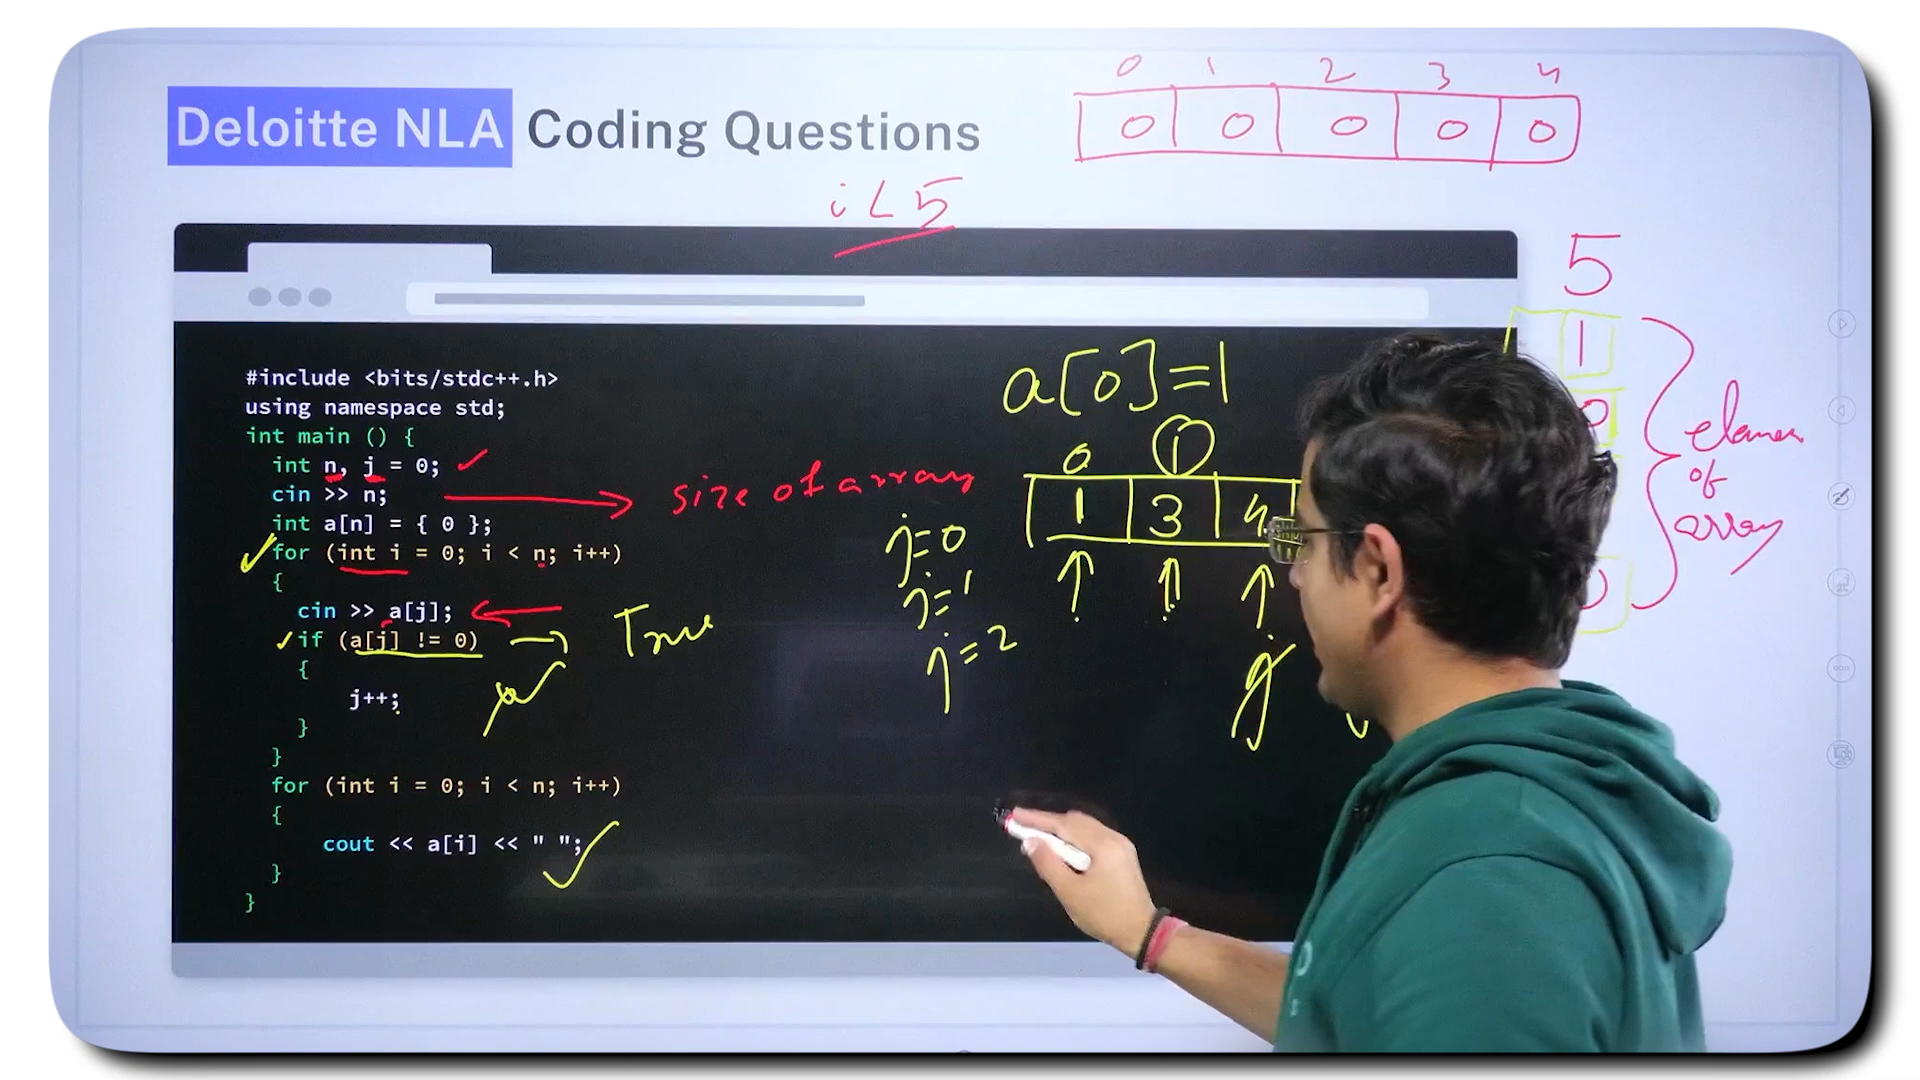 0 1 2 3 4
Deloitte NLA Coding Questions
0 0 0 0 0
i < 5
5
1
0
#include <bits/stdc++.h>
using namespace std;
int main () {
int n, j = 0;
cin >> n;
int a[n] = { 0 };
for (int i = 0; i < n; i++)
{
cin >> a[j];
if (a[j] != 0)
{
j++;
}
}
for (int i = 0; i < n; i++)
{
cout << a[i] << " ";
}
}
size of array
True
a[0]=1
0 1
1 3 4
j=0
j=1
j=2
j
of
array